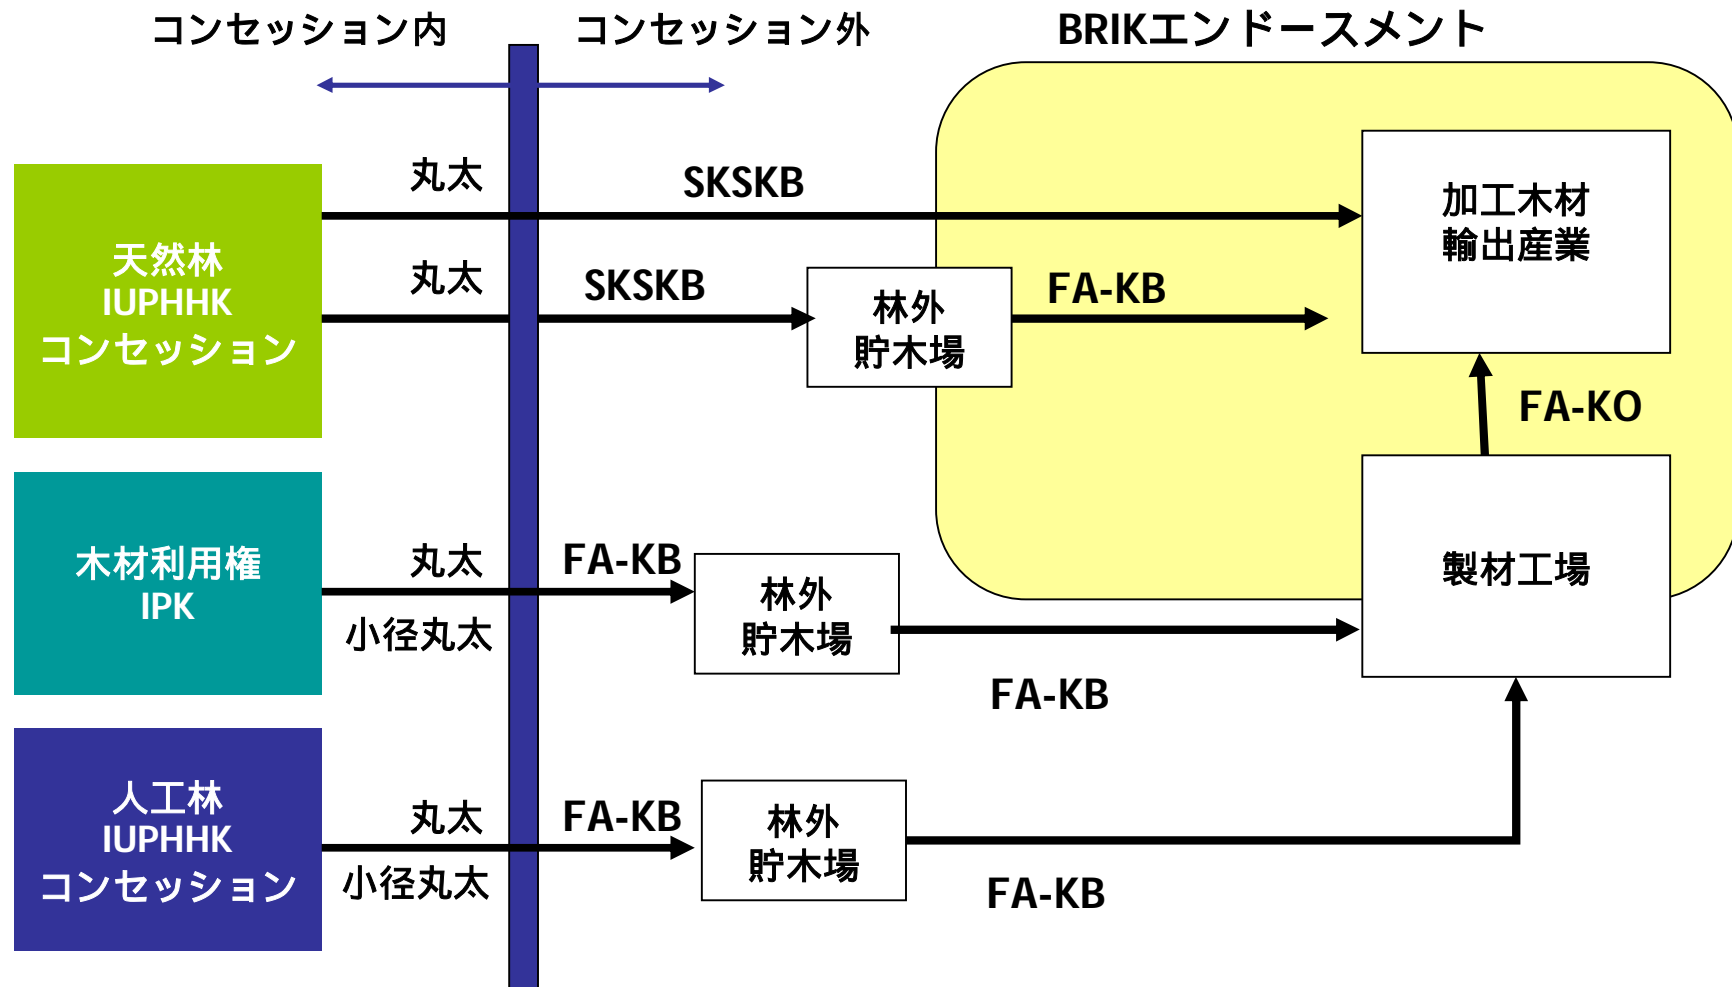 コンセッション内
コンセッション外
BRIKエンドースメント
丸太
SKSKB
加工木材
輸出産業
天然林
IUPHHK
コンセッション
丸太
SKSKB
林外
貯木場
FA-KB
FA-KO
木材利用権
IPK
丸太
小径丸太
FA-KB
林外
貯木場
製材工場
FA-KB
人工林
IUPHHK
コンセッション
丸太
小径丸太
FA-KB
林外
貯木場
FA-KB